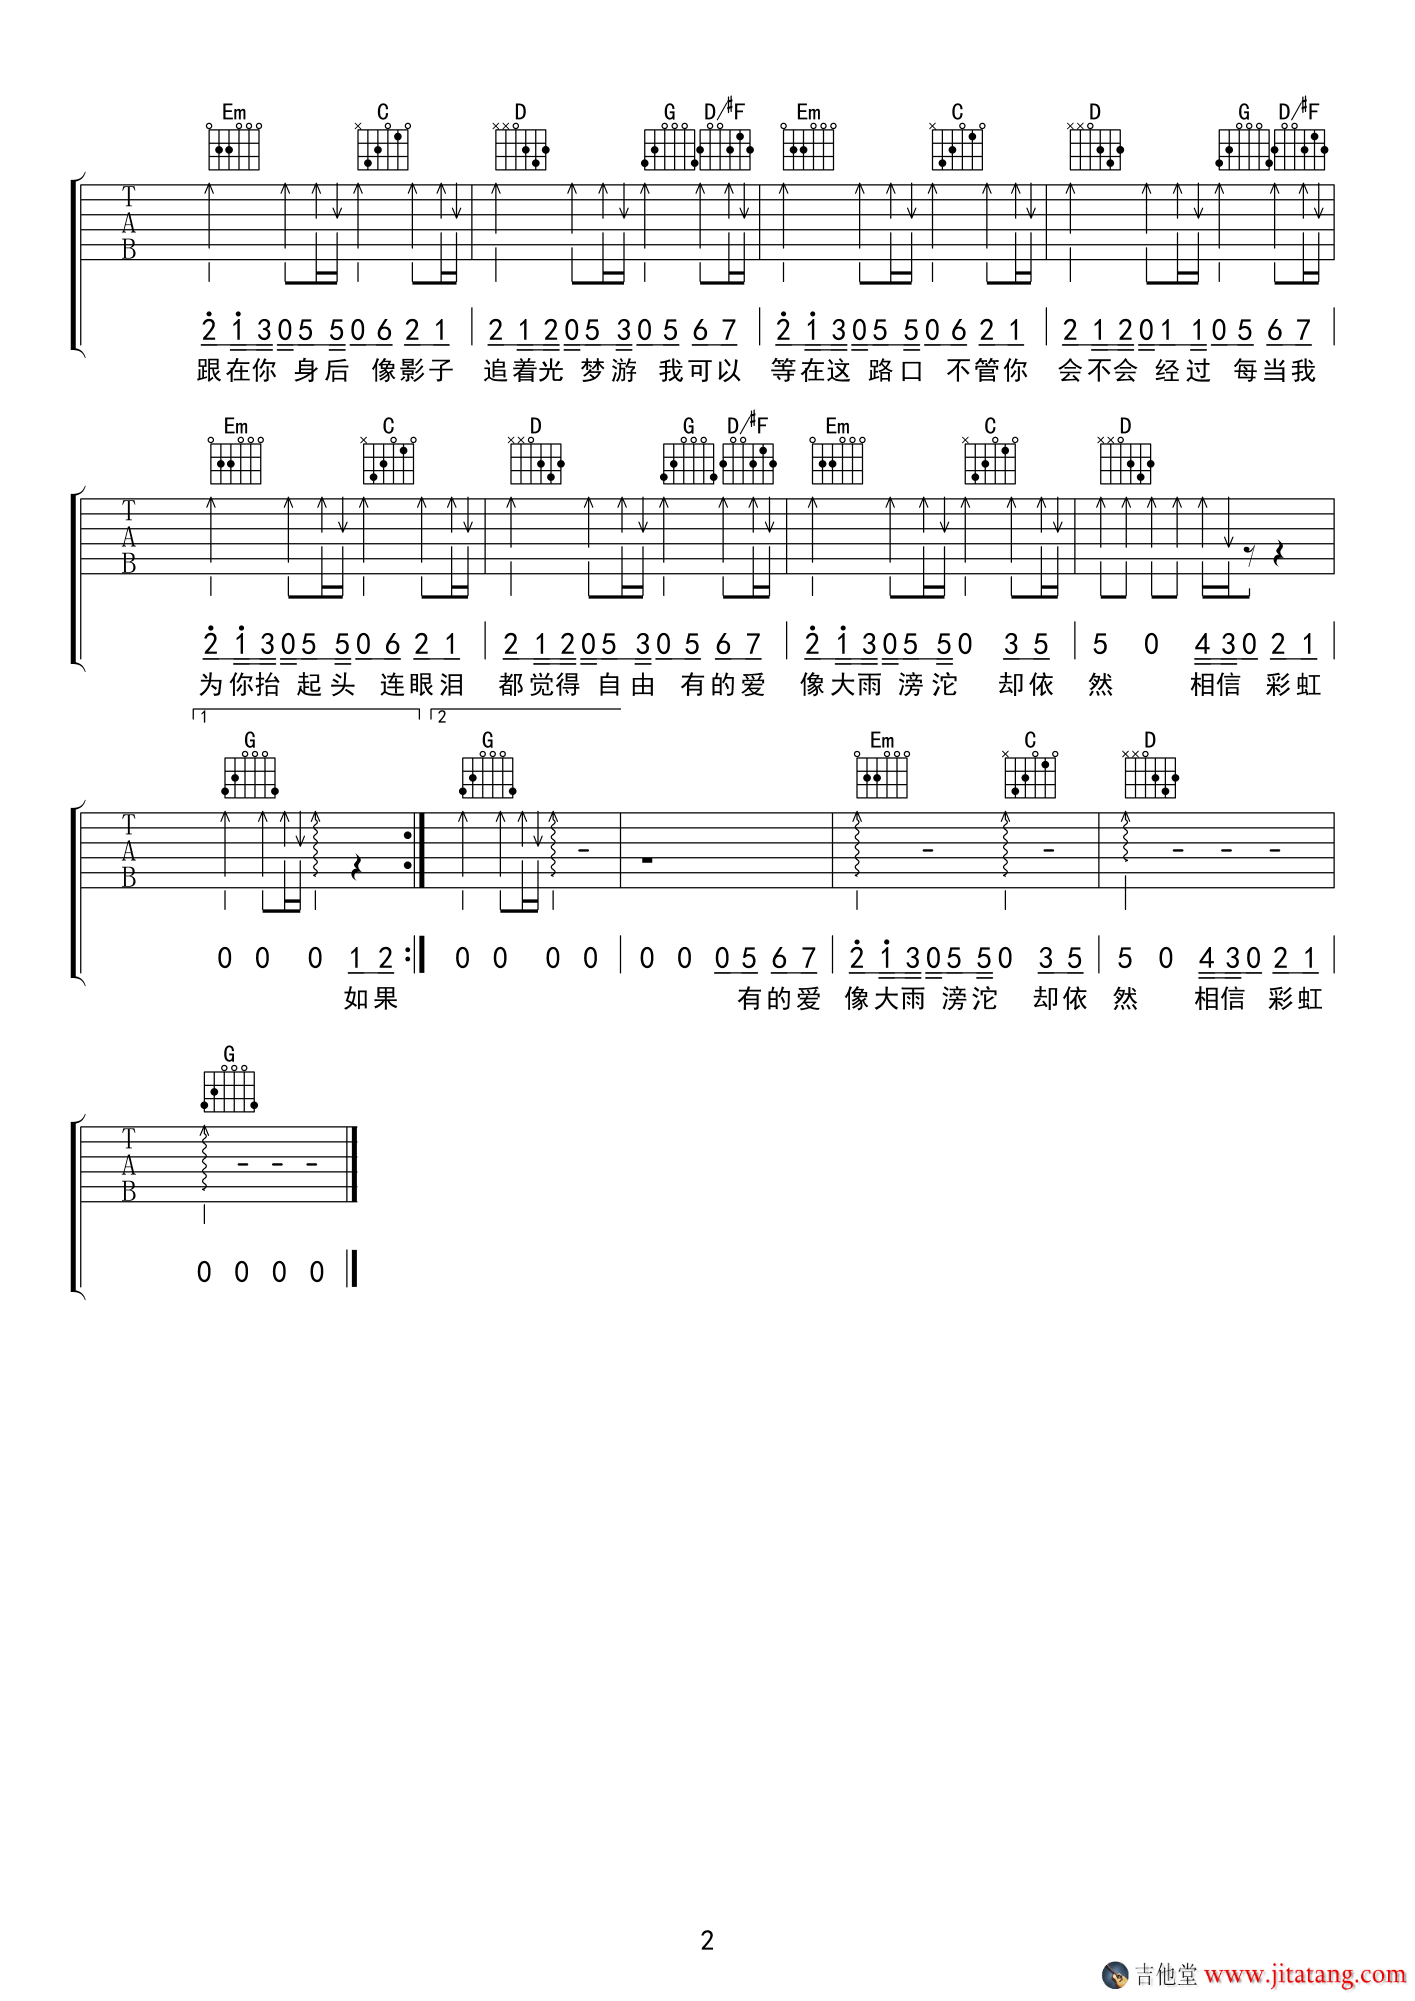 Em C D G D/#F Em C D G D/#F
T
A
B
2 1 3 0 5 5 0 6 2 1 2 1 2 0 5 3 0 5 6 7 2 1 3 0 5 5 0 6 2 1 2 1 2 0 1 1 0 5 6 7
跟在你 身后 像影子 追着光 梦游 我可以 等在这 路口 不管你 会不会 经过 每当我
Em C D G D/#F Em C D
T
A
B
2 1 3 0 5 5 0 6 2 1 2 1 2 0 5 3 0 5 6 7 2 1 3 0 5 5 0 3 5 5 0 4 3 0 2 1
为你抬 起头 连眼泪 都觉得 自由 有的爱 像大雨 滂沱 却依 然 相信 彩虹
1 2
G G Em C D
T
A
B
0 0 0 1 2 0 0 0 0 0 0 0 5 6 7 2 1 3 0 5 5 0 3 5 5 0 4 3 0 2 1
如果 有的爱 像大雨 滂沱 却依 然 相信 彩虹
G
T
A
B
0 0 0 0
2
吉他堂 www.jitatang.com